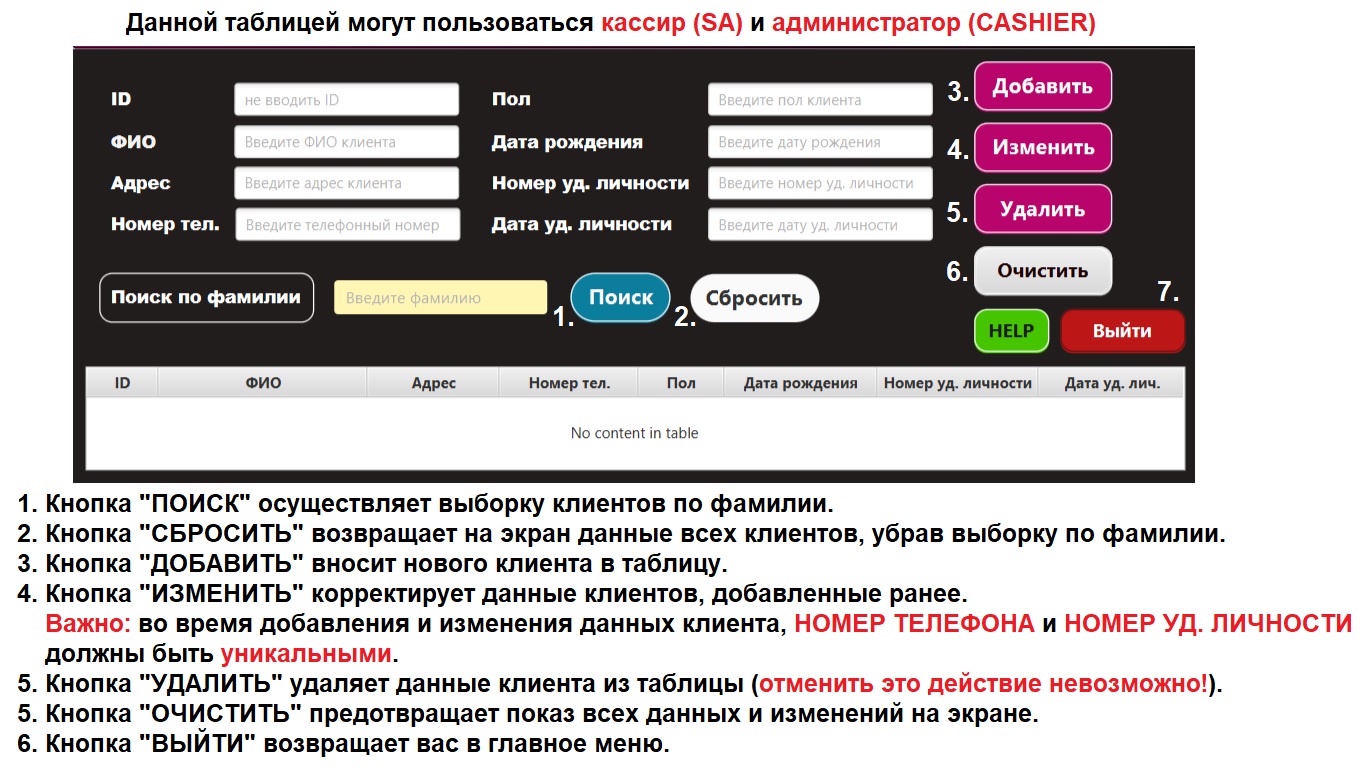 Данной таблицей могут пользоваться кассир (SA) и администратор (CASHIER)
ID не вводить ID Пол Введите пол клиента 3. Добавить
ФИО Введите ФИО клиента Дата рождения Введите дату рождения 4. Изменить
Адрес Введите адрес клиента Номер уд. личности Введите номер уд. личности
Номер тел. Введите телефонный номер Дата уд. личности Введите дату уд. личности 5. Удалить
6. Очистить
Поиск по фамилии Введите фамилию 1. Поиск 2. Сбросить 7.
HELP Выйти
ID ФИО Адрес Номер тел. Пол Дата рождения Номер уд. личности Дата уд. лич.
No content in table
1. Кнопка "ПОИСК" осуществляет выборку клиентов по фамилии.
2. Кнопка "СБРОСИТЬ" возвращает на экран данные всех клиентов, убрав выборку по фамилии.
3. Кнопка "ДОБАВИТЬ" вносит нового клиента в таблицу.
4. Кнопка "ИЗМЕНИТЬ" корректирует данные клиентов, добавленные ранее.
Важно: во время добавления и изменения данных клиента, НОМЕР ТЕЛЕФОНА и НОМЕР УД. ЛИЧНОСТИ
должны быть уникальными.
5. Кнопка "УДАЛИТЬ" удаляет данные клиента из таблицы (отменить это действие невозможно!).
5. Кнопка "ОЧИСТИТЬ" предотвращает показ всех данных и изменений на экране.
6. Кнопка "ВЫЙТИ" возвращает вас в главное меню.